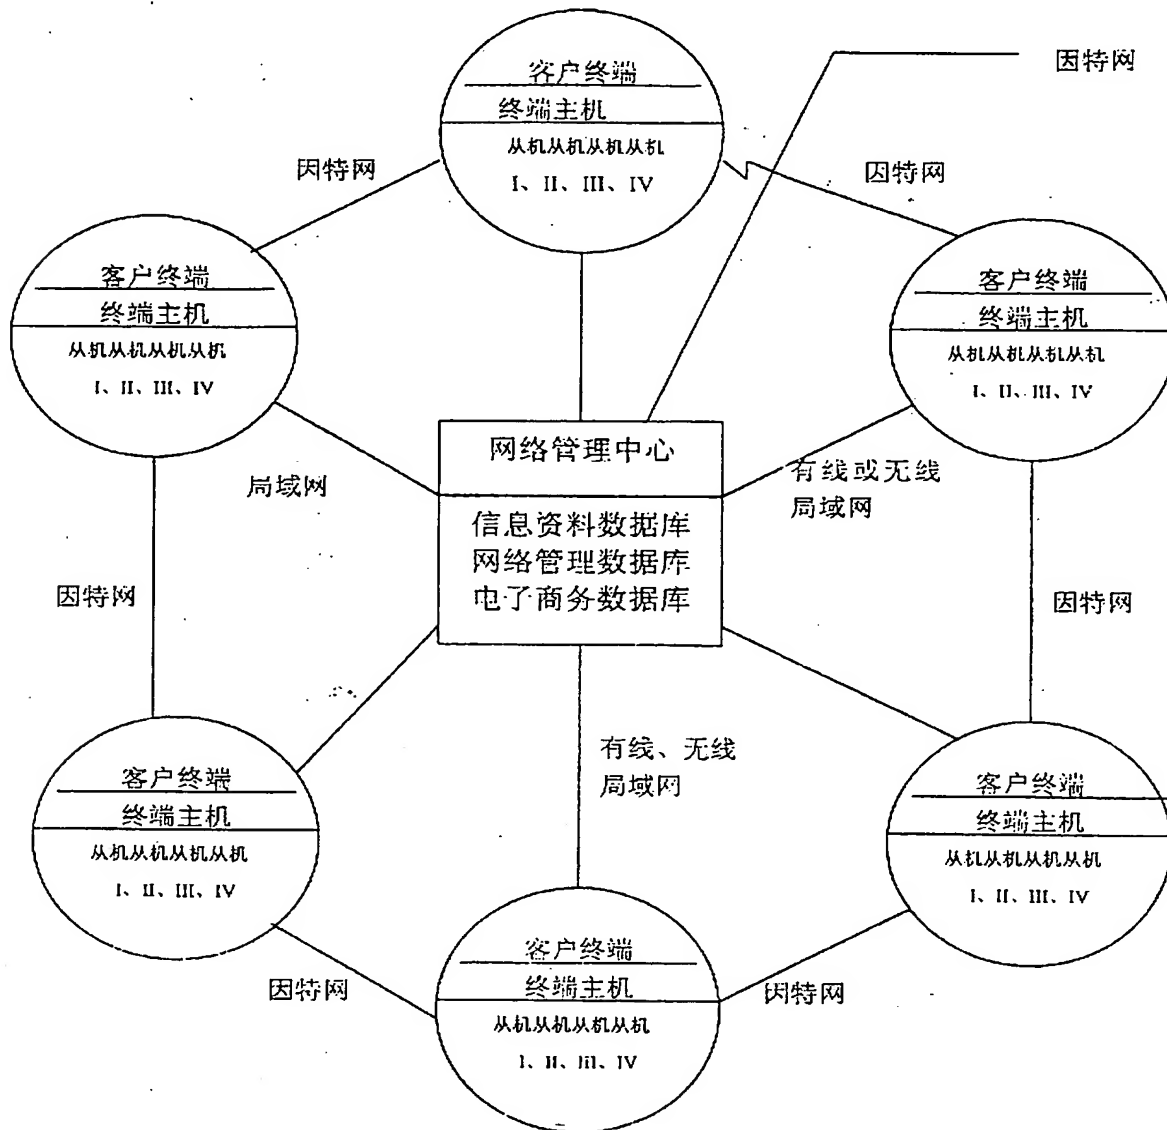 客户终端
终端主机
从机从机从机从机
I、II、III、IV
因特网
因特网
因特网
客户终端
终端主机
从机从机从机从机
I、II、III、IV
客户终端
终端主机
从机从机从机从机
I、II、III、IV
网络管理中心
信息资料数据库
网络管理数据库
电子商务数据库
局域网
有线或无线
局域网
因特网
因特网
有线、无线
局域网
客户终端
终端主机
从机从机从机从机
I、II、III、IV
客户终端
终端主机
从机从机从机从机
I、II、III、IV
因特网
因特网
客户终端
终端主机
从机从机从机从机
I、II、III、IV